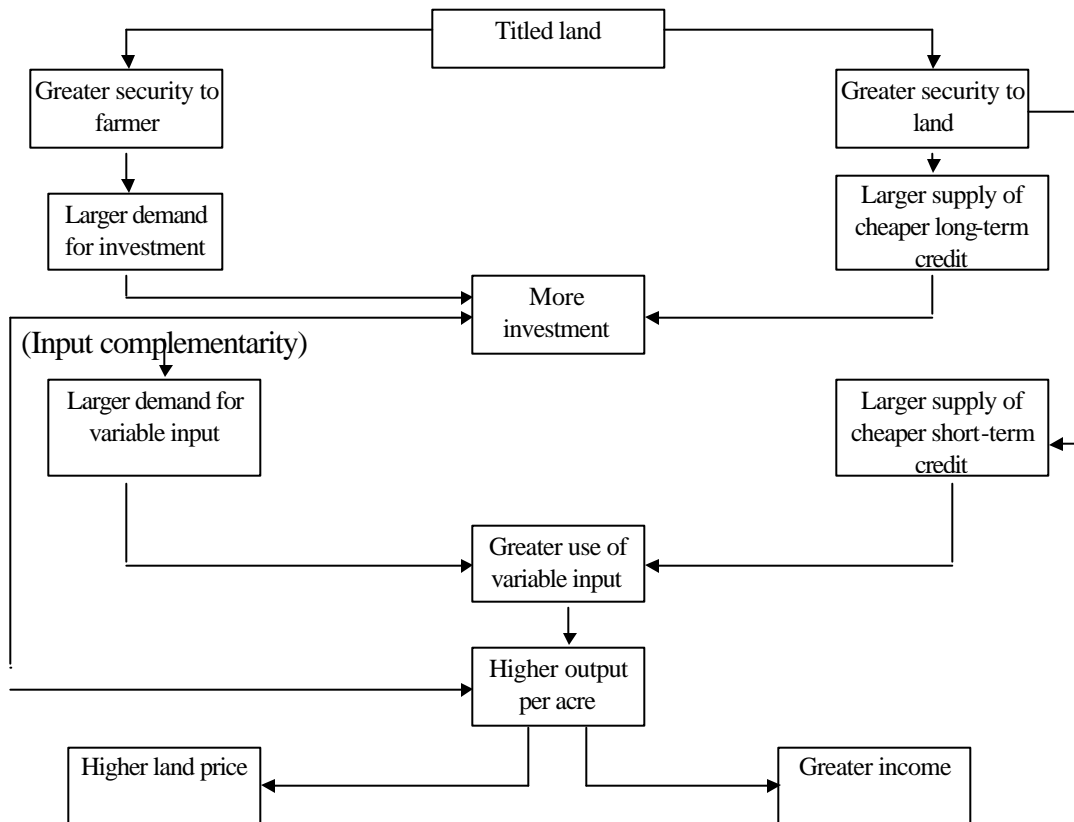 Titled land
Greater security to
farmer
Greater security to
land
Larger demand
for investment
Larger supply of
cheaper long-term
credit
More
investment
(Input complementarity)
Larger demand for
variable input
Larger supply of
cheaper short-term
credit
Greater use of
variable input
Higher output
per acre
Higher land price
Greater income